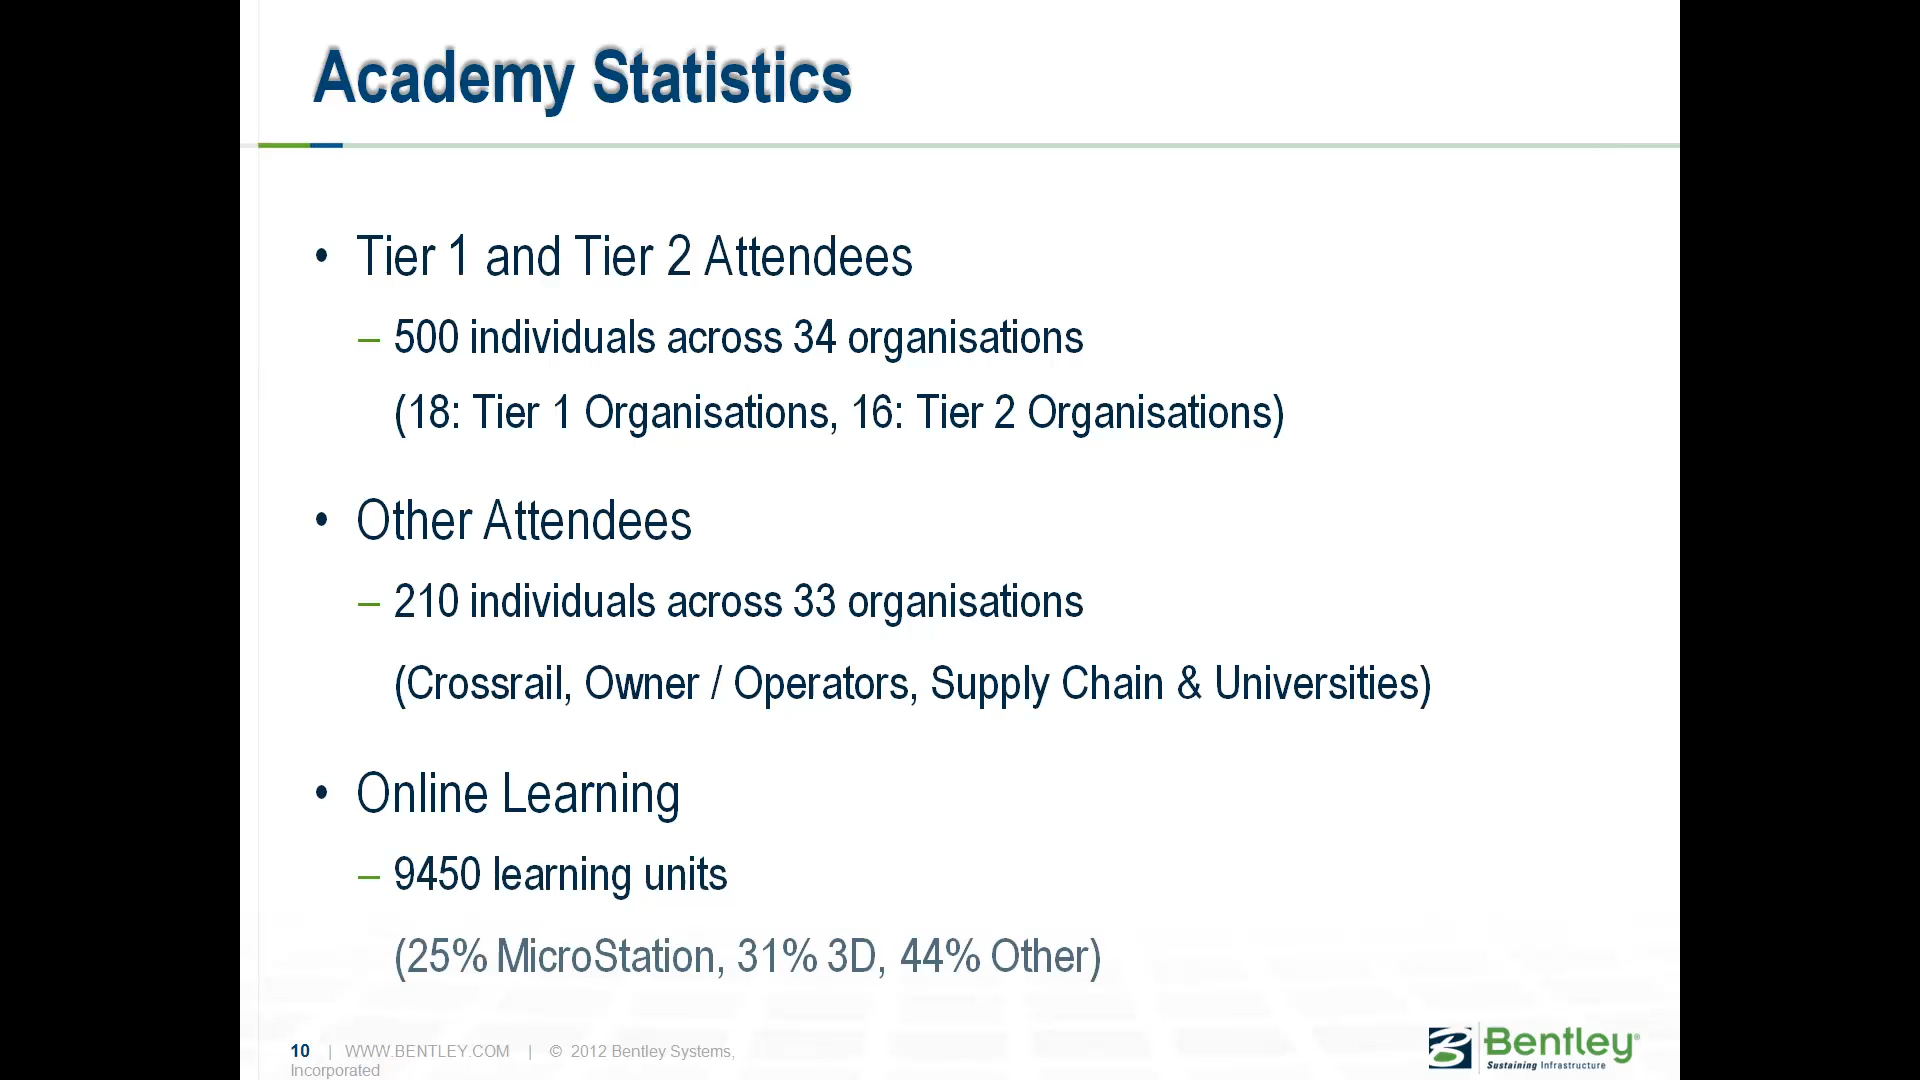 Academy Statistics
• Tier 1 and Tier 2 Attendees
– 500 individuals across 34 organisations
(18: Tier 1 Organisations, 16: Tier 2 Organisations)
• Other Attendees
– 210 individuals across 33 organisations
(Crossrail, Owner / Operators, Supply Chain & Universities)
• Online Learning
– 9450 learning units
(25% MicroStation, 31% 3D, 44% Other)
10 | WWW.BENTLEY.COM | © 2012 Bentley Systems,
Incorporated
Bentley®
Sustaining Infrastructure